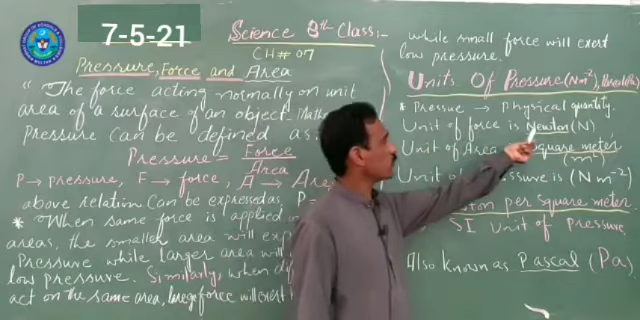 7-5-21
Science 8th Class:-
CH# 07
Pressure, Force and Area
"The force acting normally on unit
area of a surface of an object.
Pressure can be defined as
Pressure = Force
Area
P → pressure, F → force, A → Area
above relation can be expressed as P =
* When same force is applied
areas, the smaller area will
Pressure while larger area will
low pressure. Similarly, when
act on the same area, large force will exert
while small force will exert
low pressure.
Units Of Pressure (Nm⁻²),
* Pressue → Physical quantity.
Unit of force is Newton (N)
Unit of Area Square meter
(m²)
Unit of ssure is (N m⁻²)
ton per Square meter
SI Unit of Pressure
Also known as Pascal (Pa)